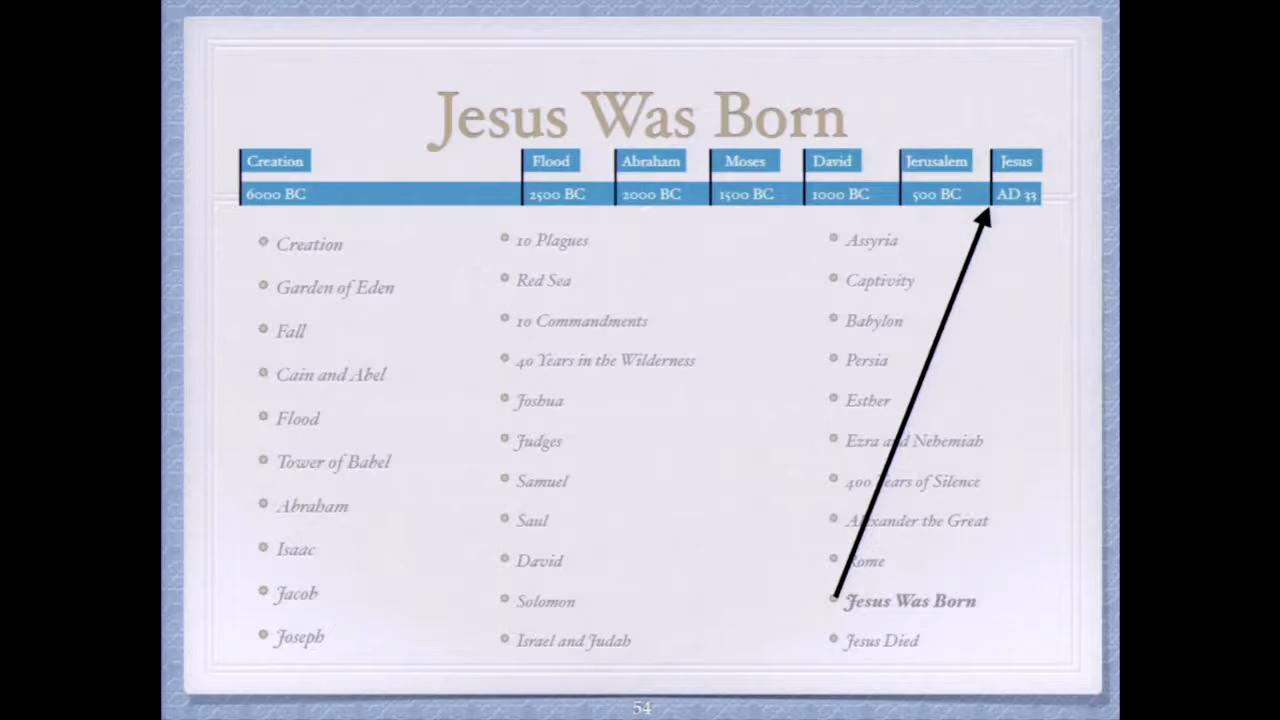 Jesus Was Born
Creation
Flood
Abraham
Moses
David
Jerusalem
Jesus
6000 BC
2500 BC
2000 BC
1500 BC
1000 BC
500 BC
AD 33
Creation
Garden of Eden
Fall
Cain and Abel
Flood
Tower of Babel
Abraham
Isaac
Jacob
Joseph
10 Plagues
Red Sea
10 Commandments
40 Years in the Wilderness
Joshua
Judges
Samuel
Saul
David
Solomon
Israel and Judah
Assyria
Captivity
Babylon
Persia
Esther
Ezra and Nehemiah
400 Years of Silence
Alexander the Great
Rome
Jesus Was Born
Jesus Died
54